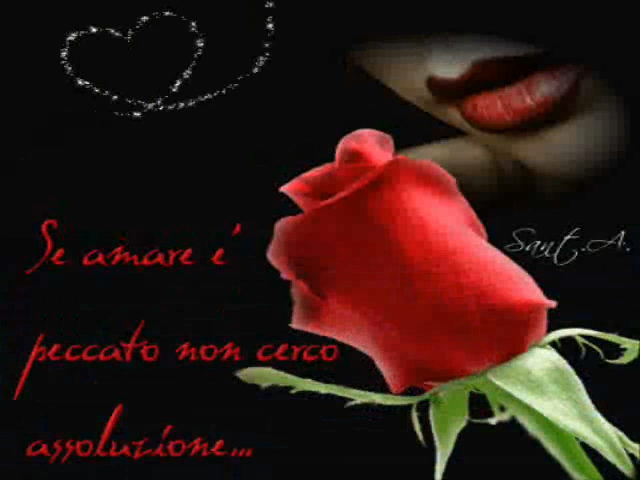 Se amare e'
peccato non cerco
assoluzione...
Sant.A.